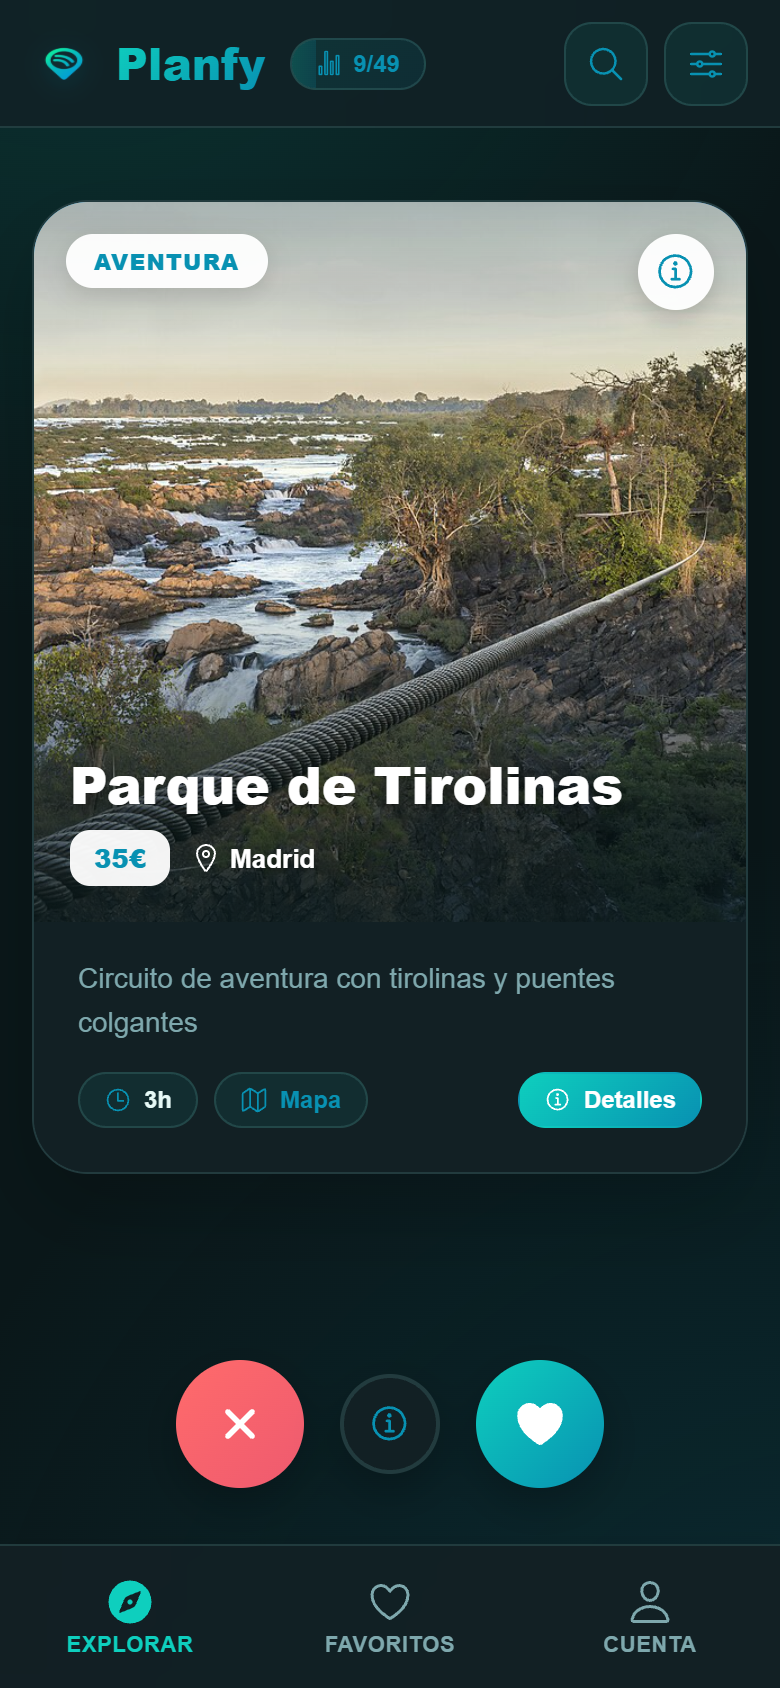 Planfy
9/49
AVENTURA
Parque de Tirolinas
35€
Madrid
Circuito de aventura con tirolinas y puentes
colgantes
3h
Mapa
Detalles
EXPLORAR
FAVORITOS
CUENTA